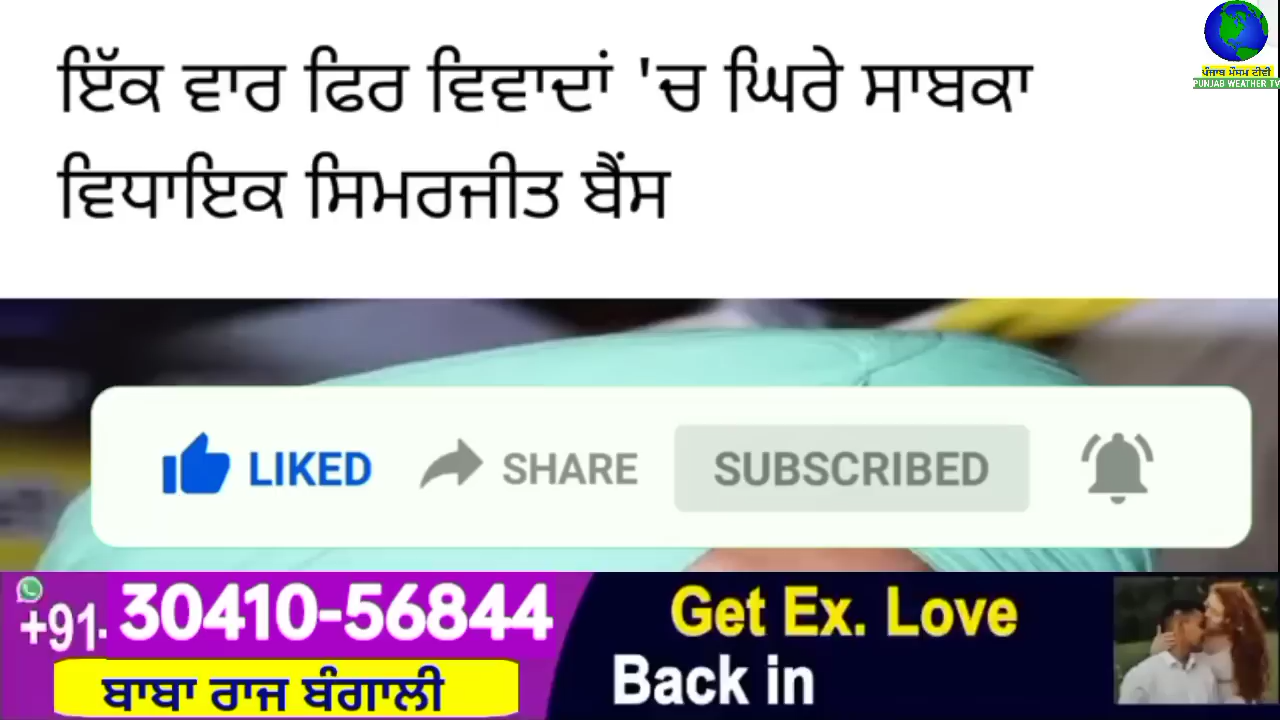 ਇੱਕ ਵਾਰ ਫਿਰ ਵਿਵਾਦਾਂ 'ਚ ਘਿਰੇ ਸਾਬਕਾ
ਵਿਧਾਇਕ ਸਿਮਰਜੀਤ ਬੈਂਸ
ਪੰਜਾਬ ਮੌਸਮ ਟੀਵੀ
PUNJAB WEATHER TV
LIKED SHARE SUBSCRIBED
+91- 30410-56844
ਬਾਬਾ ਰਾਜ ਬੰਗਾਲੀ
Get Ex. Love
Back in